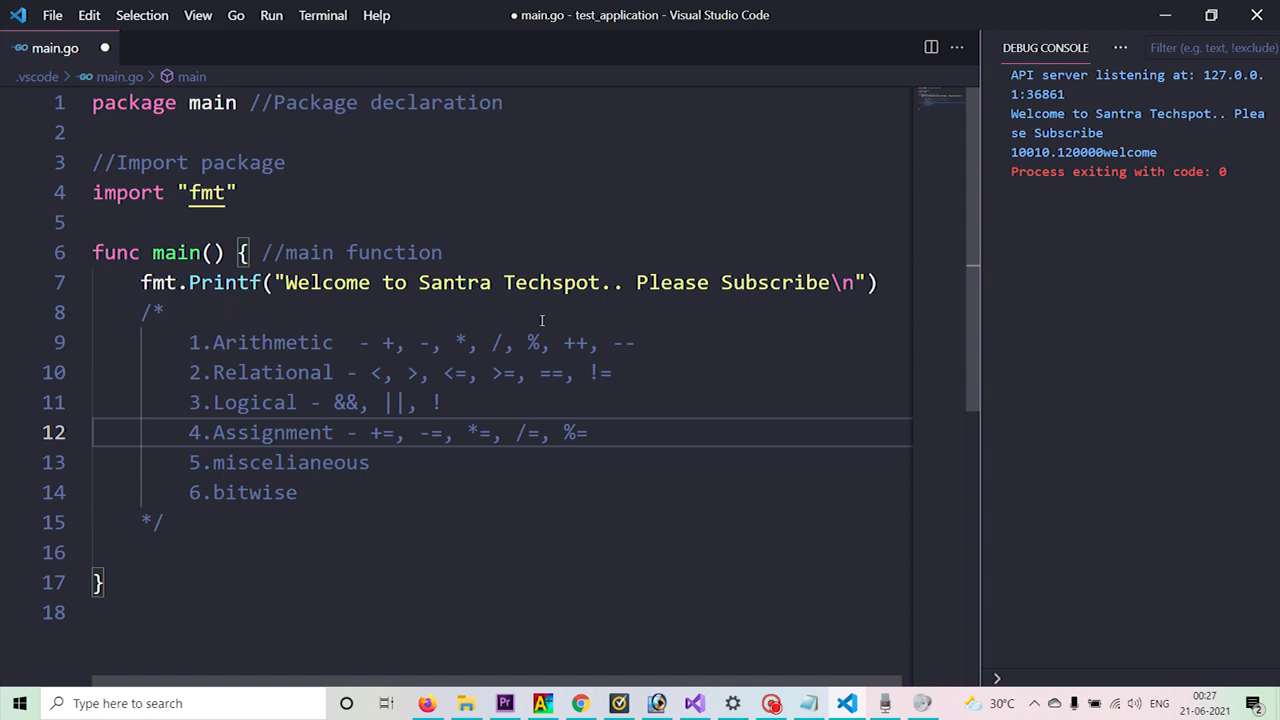 File Edit Selection View Go Run Terminal Help
● main.go - test_application - Visual Studio Code
main.go
DEBUG CONSOLE
Filter (e.g. text, !exclude)
.vscode > main.go > main
1 package main //Package declaration
2
3 //Import package
4 import "fmt"
5
6 func main() { //main function
7 fmt.Printf("Welcome to Santra Techspot.. Please Subscribe\n")
8 /*
9 1.Arithmetic - +, -, *, /, %, ++, --
10 2.Relational - <, >, <=, >=, ==, !=
11 3.Logical - &&, ||, !
12 4.Assignment - +=, -=, *=, /=, %=
13 5.miscelianeous
14 6.bitwise
15 */
16
17 }
18
API server listening at: 127.0.0.
1:36861
Welcome to Santra Techspot.. Plea
se Subscribe
10010.120000welcome
Process exiting with code: 0
Type here to search
30°C
ENG
00:27
21-06-2021
2